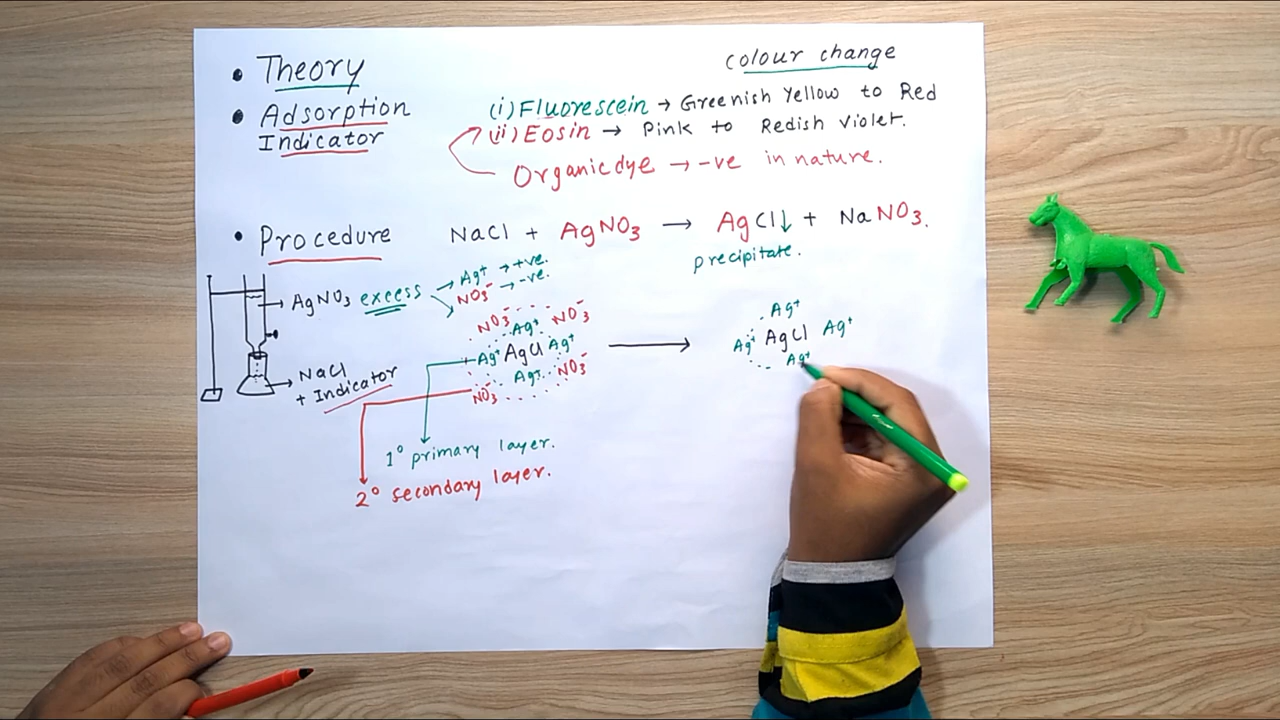 • Theory
colour change
• Adsorption Indicator
(i) Fluorescein → Greenish Yellow to Red
(ii) Eosin → Pink to Redish violet.
Organic dye → -ve in nature.
• Procedure
NaCl + AgNO3 → AgCl↓ + NaNO3.
precipitate.
AgNO3 excess
Ag+ → +ve.
NO3- → -ve.
NaCl
+ Indicator
NO3- NO3-
Ag+
Ag+ AgCl Ag+
Ag+ NO3-
NO3-
1° primary layer.
2° secondary layer.
Ag+
Ag+ AgCl Ag+
Ag+